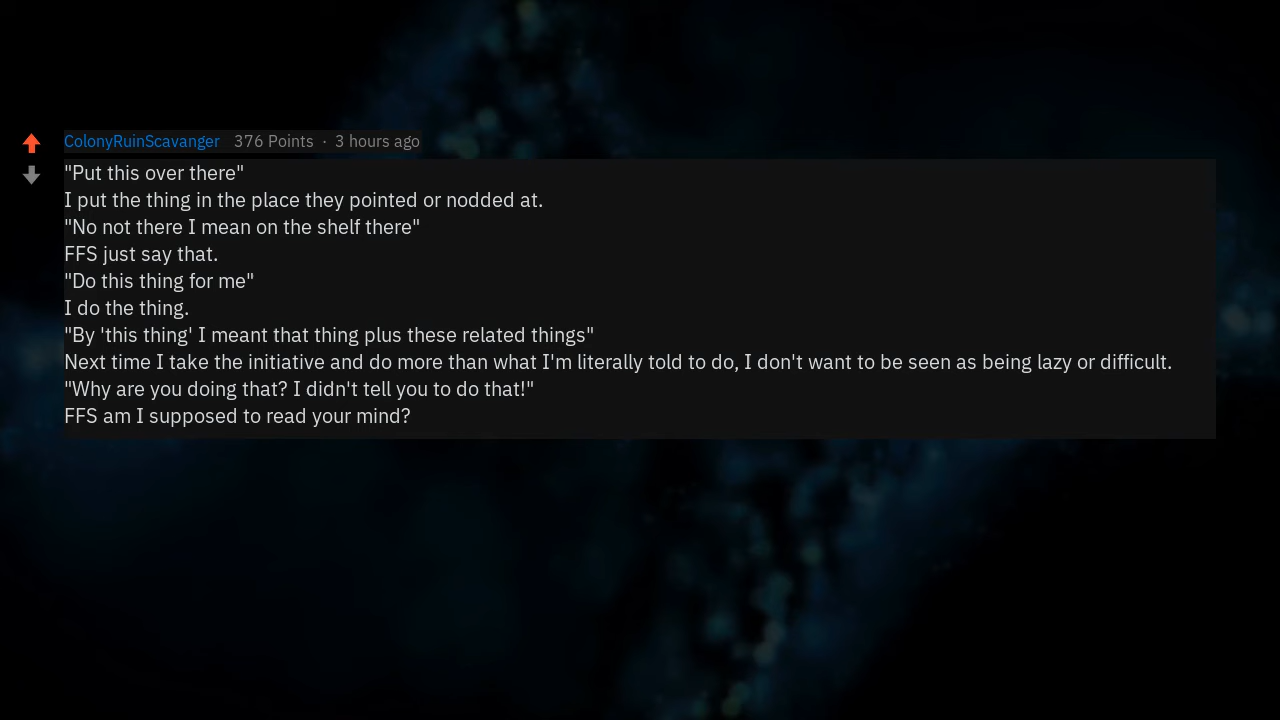 ColonyRuinScavanger 376 Points · 3 hours ago
"Put this over there"
I put the thing in the place they pointed or nodded at.
"No not there I mean on the shelf there"
FFS just say that.
"Do this thing for me"
I do the thing.
"By 'this thing' I meant that thing plus these related things"
Next time I take the initiative and do more than what I'm literally told to do, I don't want to be seen as being lazy or difficult.
"Why are you doing that? I didn't tell you to do that!"
FFS am I supposed to read your mind?